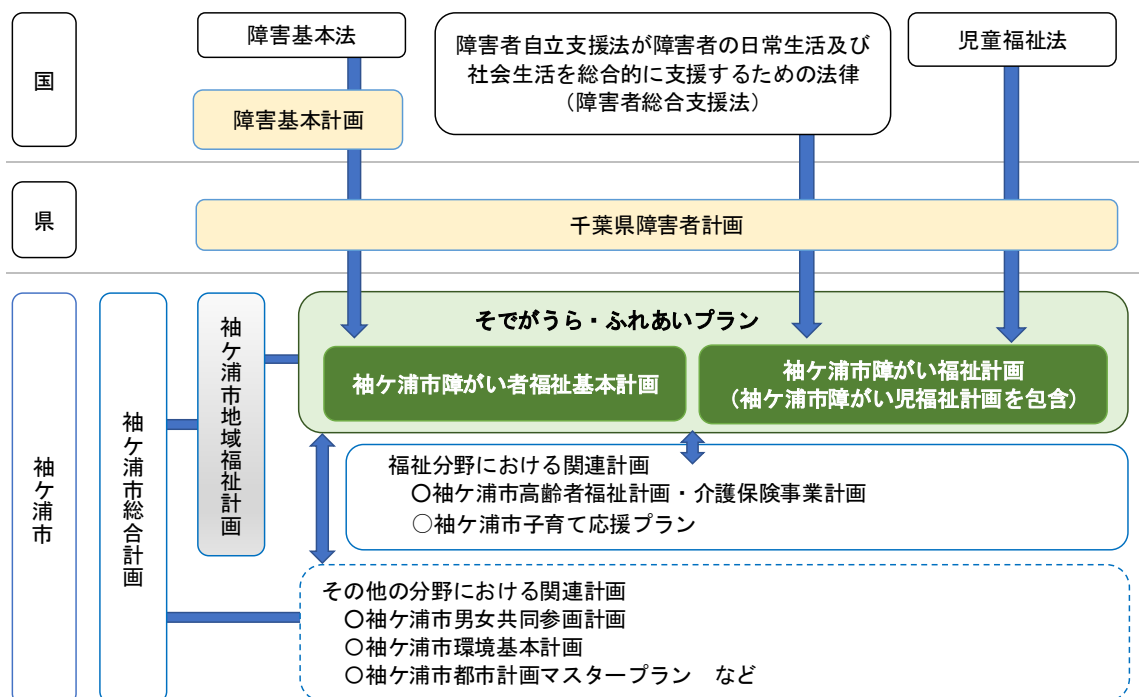 国
障害基本法
障害者自立支援法が障害者の日常生活及び
社会生活を総合的に支援するための法律
（障害者総合支援法）
児童福祉法
障害基本計画
県
千葉県障害者計画
袖ケ浦市
袖ケ浦市総合計画
袖ケ浦市地域福祉計画
そでがうら・ふれあいプラン
袖ケ浦市障がい者福祉基本計画
袖ケ浦市障がい福祉計画
（袖ケ浦市障がい児福祉計画を包含）
福祉分野における関連計画
〇袖ケ浦市高齢者福祉計画・介護保険事業計画
○袖ケ浦市子育て応援プラン
その他の分野における関連計画
〇袖ケ浦市男女共同参画計画
〇袖ケ浦市環境基本計画
〇袖ケ浦市都市計画マスタープラン　など